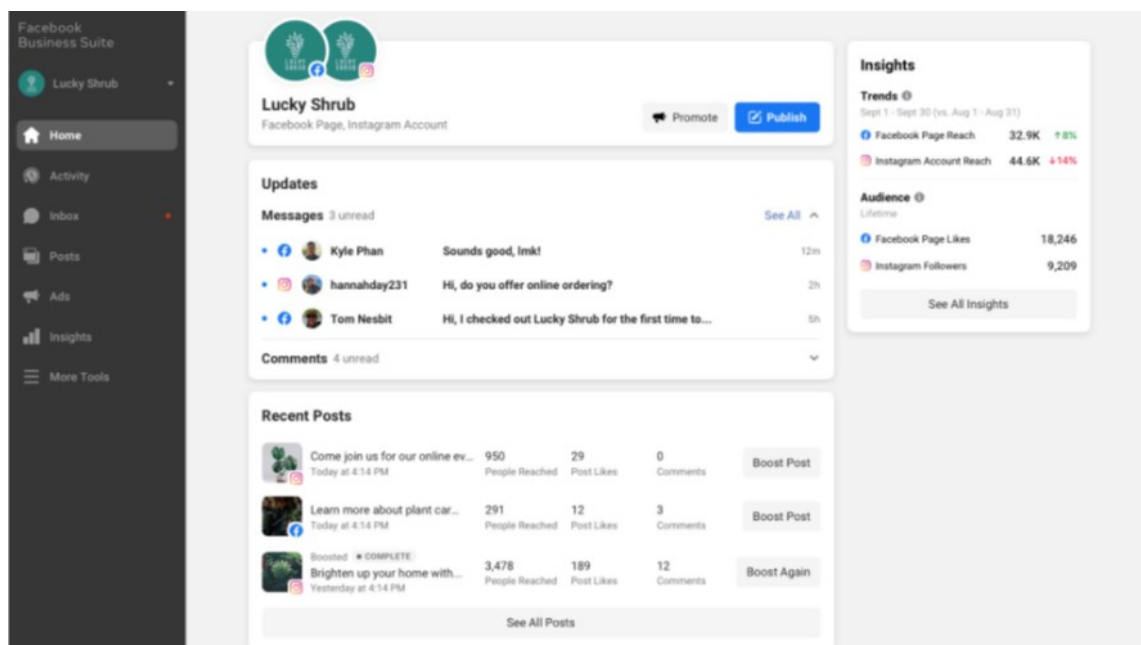 Facebook
Business Suite
Lucky Shrub
Home
Activity
Inbox
Posts
Ads
Insights
More Tools
LUCKY SHRUB
LUCKY SHRUB
Lucky Shrub
Facebook Page, Instagram Account
Promote
Publish
Updates
Messages 3 unread
See All
Kyle Phan Sounds good, lmk! 12m
hannahday231 Hi, do you offer online ordering? 2h
Tom Nesbit Hi, I checked out Lucky Shrub for the first time to... 5h
Comments 4 unread
Recent Posts
Come join us for our online ev... 950 29 0 Boost Post
Today at 4:14 PM People Reached Post Likes Comments
Learn more about plant car... 291 12 3 Boost Post
Today at 4:14 PM People Reached Post Likes Comments
Boosted • COMPLETE
Brighten up your home with... 3,478 189 12 Boost Again
Yesterday at 4:14 PM People Reached Post Likes Comments
See All Posts
Insights
Trends
Sept 1 - Sept 30 (vs. Aug 1 - Aug 31)
Facebook Page Reach 32.9K ↑8%
Instagram Account Reach 44.6K ↓14%
Audience
Lifetime
Facebook Page Likes 18,246
Instagram Followers 9,209
See All Insights